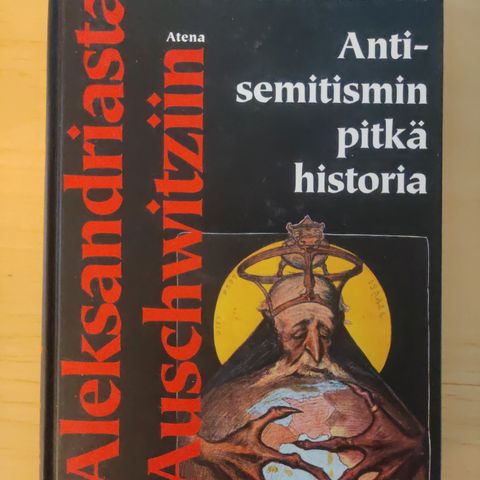 Aleksandriasta
Auschwitziin
Atena
Anti-
semitismin
pitkä
historia